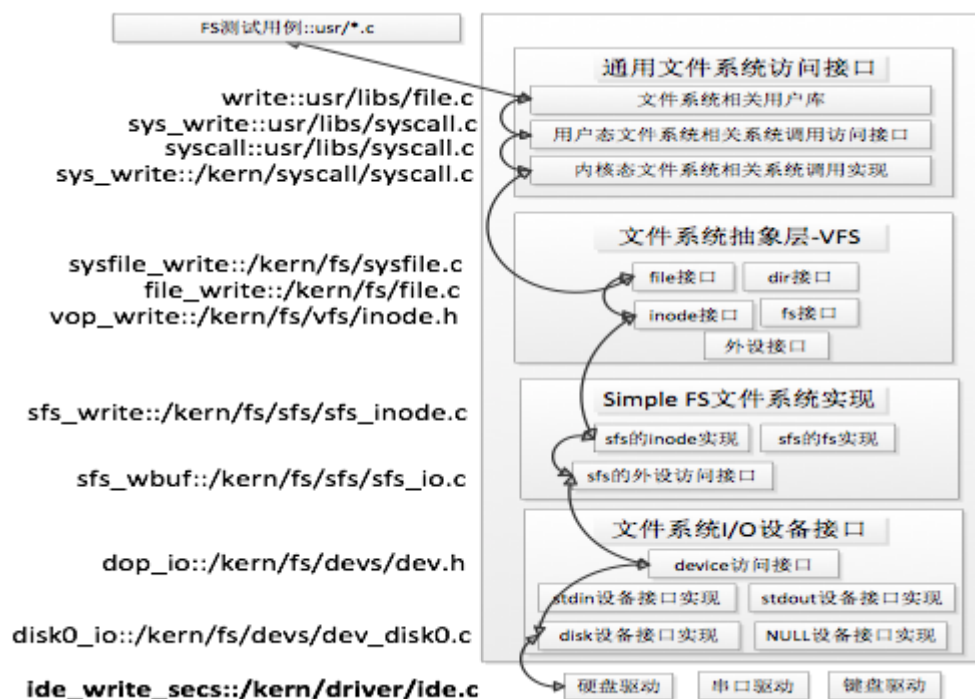 FS测试用例::usr/*.c
通用文件系统访问接口
write::usr/libs/file.c
文件系统相关用户库
sys_write::usr/libs/syscall.c
用户态文件系统相关系统调用访问接口
syscall::usr/libs/syscall.c
sys_write::/kern/syscall/syscall.c
内核态文件系统相关系统调用实现
文件系统抽象层-VFS
sysfile_write::/kern/fs/sysfile.c
file接口
dir接口
file_write::/kern/fs/file.c
vop_write::/kern/fs/vfs/inode.h
inode接口
fs接口
外设接口
Simple FS文件系统实现
sfs_write::/kern/fs/sfs/sfs_inode.c
sfs的inode实现
sfs的fs实现
sfs_wbuf::/kern/fs/sfs/sfs_io.c
sfs的外设访问接口
文件系统I/O设备接口
dop_io::/kern/fs/devs/dev.h
device访问接口
stdin设备接口实现
stdout设备接口实现
disk0_io::/kern/fs/devs/dev_disk0.c
disk设备接口实现
NULL设备接口实现
ide_write_secs::/kern/driver/ide.c
硬盘驱动
串口驱动
键盘驱动